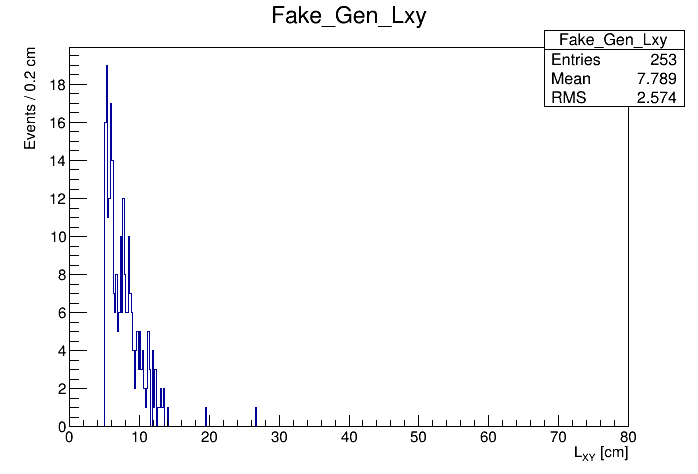 Fake_Gen_Lxy
Fake_Gen_Lxy
Entries 253
Mean 7.789
RMS 2.574
Events / 0.2 cm
18
16
14
12
10
8
6
4
2
0
0 10 20 30 40 50 60 70 80
L_XY [cm]